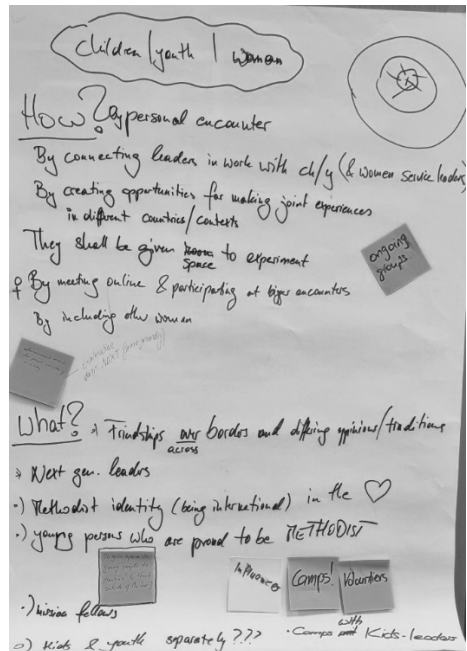 children/youth | women
How? By personal encounter
By connecting leaders in work with ch/y (& women service leaders)
By creating opportunities for making joint experiences
in different countries/contexts
They shall be given space to experiment
ongoing groups
♀ By meeting online & participating at bigger encounters
By including other women
What? Friendships over borders and differing opinions/traditions
across
Next gen. leaders
·) Methodist identity (being international) in the ♡
·) young persons who are proud to be METHODIST
Influencer
Camps!
Volunteers
·) mission fellows
· Camps with Kids-leaders
o) Kids & youth separately???